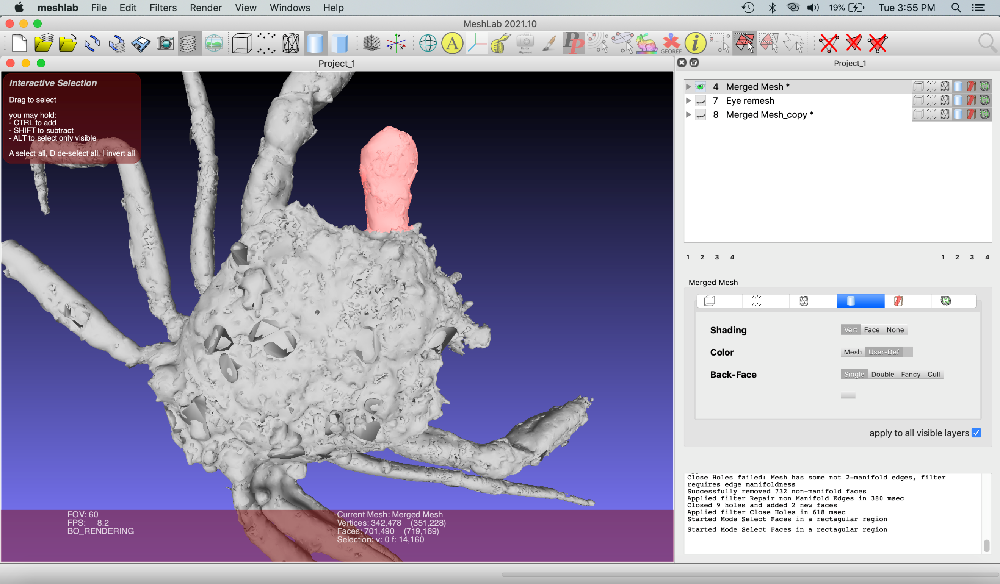 meshlab File Edit Filters Render View Windows Help 19% Tue 3:55 PM
MeshLab 2021.10
Y
Z X
A
Raster
Alignment
PP
GEOREF
i
Project_1
Project_1
Interactive Selection
Drag to select
you may hold:
- CTRL to add
- SHIFT to subtract
- ALT to select only visible
A select all, D de-select all, I invert all
4 Merged Mesh *
7 Eye remesh
8 Merged Mesh_copy *
1 2 3 4 1 2 3 4
Merged Mesh
Shading Vert Face None
Color Mesh User-Def
Back-Face Single Double Fancy Cull
apply to all visible layers
Close Holes failed: Mesh has some not 2-manifold edges, filter
requires edge manifoldness
Successfully removed 732 non-manifold faces
Applied filter Repair non Manifold Edges in 380 msec
Closed 9 holes and added 2 new faces
Applied filter Close Holes in 618 msec
Started Mode Select Faces in a rectagular region
Started Mode Select Faces in a rectagular region
FOV: 60
FPS: 8.2
BO_RENDERING
Current Mesh: Merged Mesh
Vertices: 342,478 (351,228)
Faces: 701,490 (719,169)
Selection: v: 0 f: 14,160